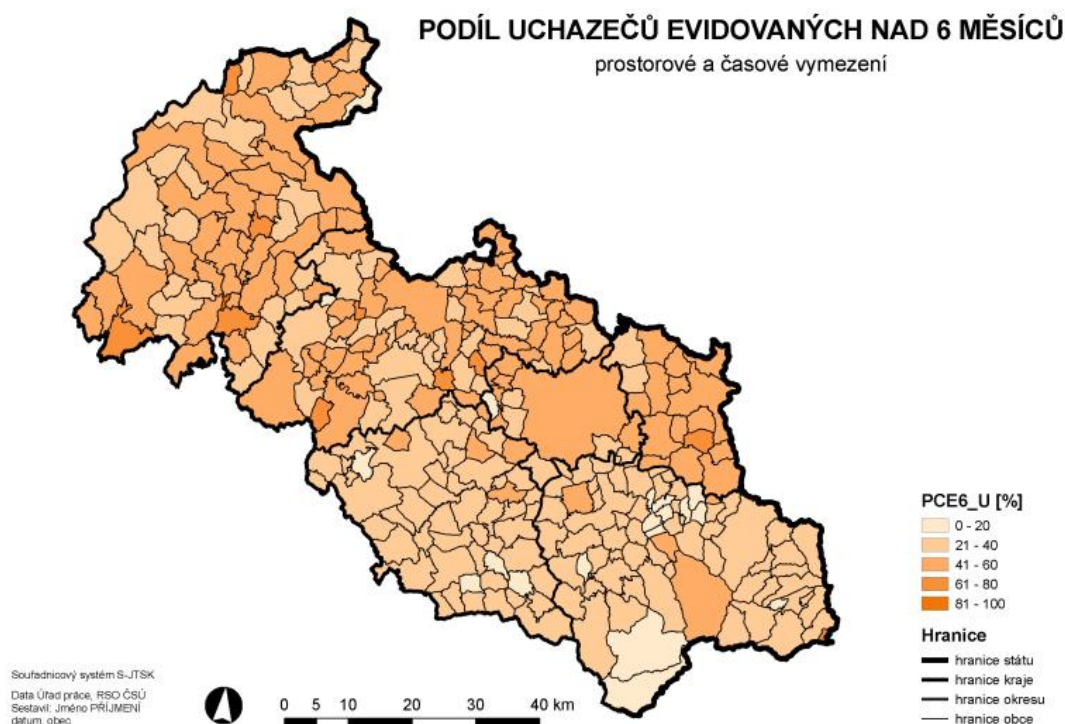 PODÍL UCHAZEČŮ EVIDOVANÝCH NAD 6 MĚSÍCŮ
prostorové a časové vymezení
PCE6_U [%]
0 - 20
21 - 40
41 - 60
61 - 80
81 - 100
Hranice
hranice státu
hranice kraje
hranice okresu
hranice obce
Souřadnicový systém S-JTSK
Data Úřad práce, RSO ČSÚ
Sestavil: Jméno PŘÍJMENÍ
datum, obec
0 5 10 20 30 40 km